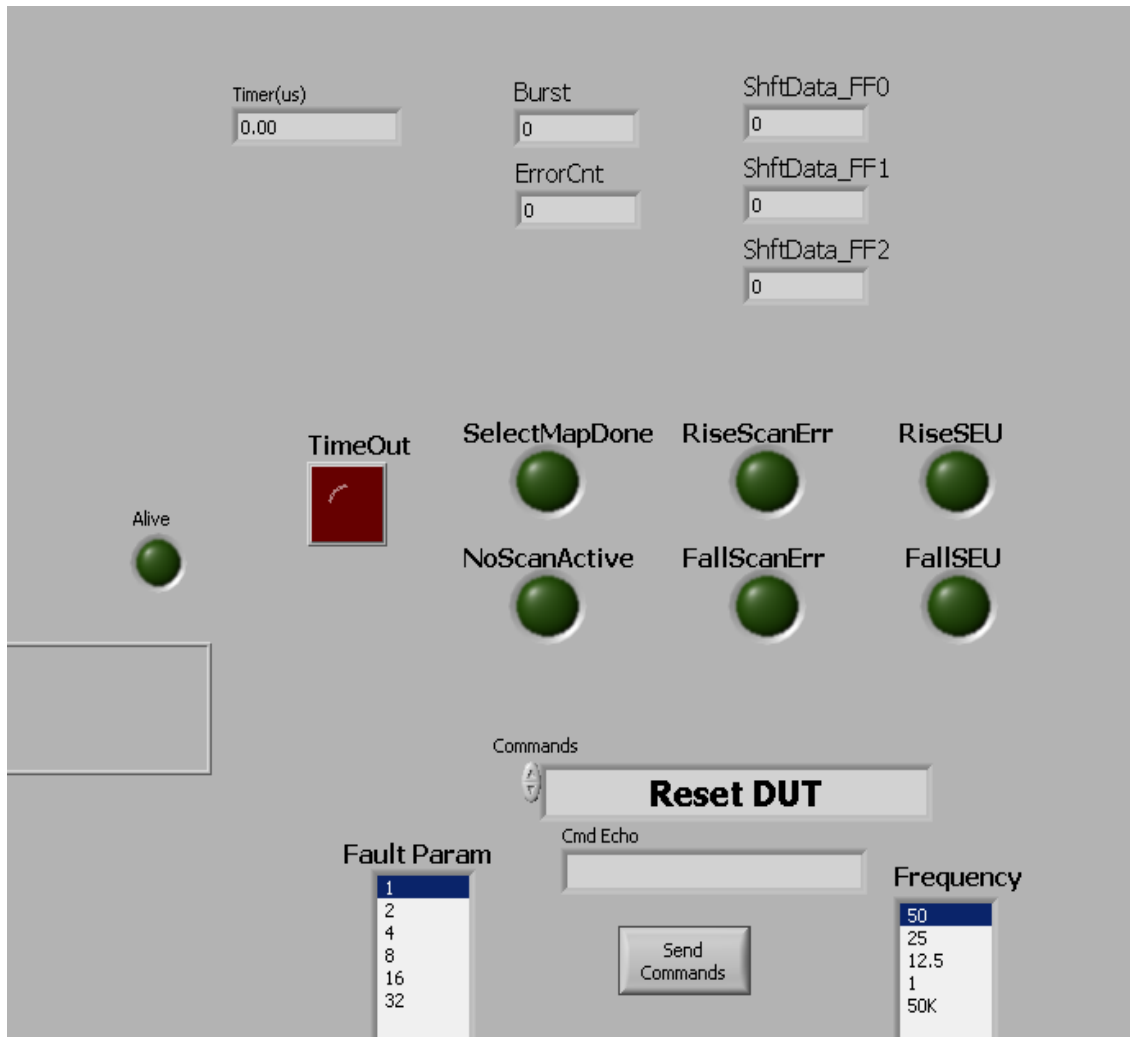 Timer(us)
0.00
Burst
0
ErrorCnt
0
ShftData_FF0
0
ShftData_FF1
0
ShftData_FF2
0
TimeOut
SelectMapDone
RiseScanErr
RiseSEU
Alive
NoScanActive
FallScanErr
FallSEU
Commands
Reset DUT
Cmd Echo
Fault Param
1
2
4
8
16
32
Send
Commands
Frequency
50
25
12.5
1
50K